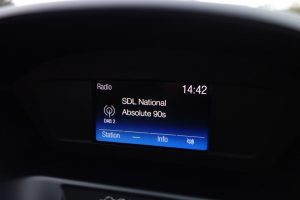 Radio 14:42
SDL National
Absolute 90s
DAB 2
Station Info